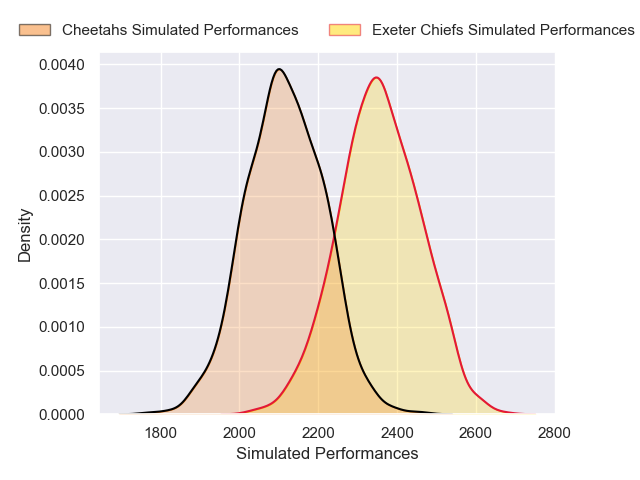 Cheetahs Simulated Performances Exeter Chiefs Simulated Performances
0.0040
0.0035
0.0030
0.0025
0.0020
0.0015
0.0010
0.0005
0.0000
Density
1800 2000 2200 2400 2600 2800
Simulated Performances